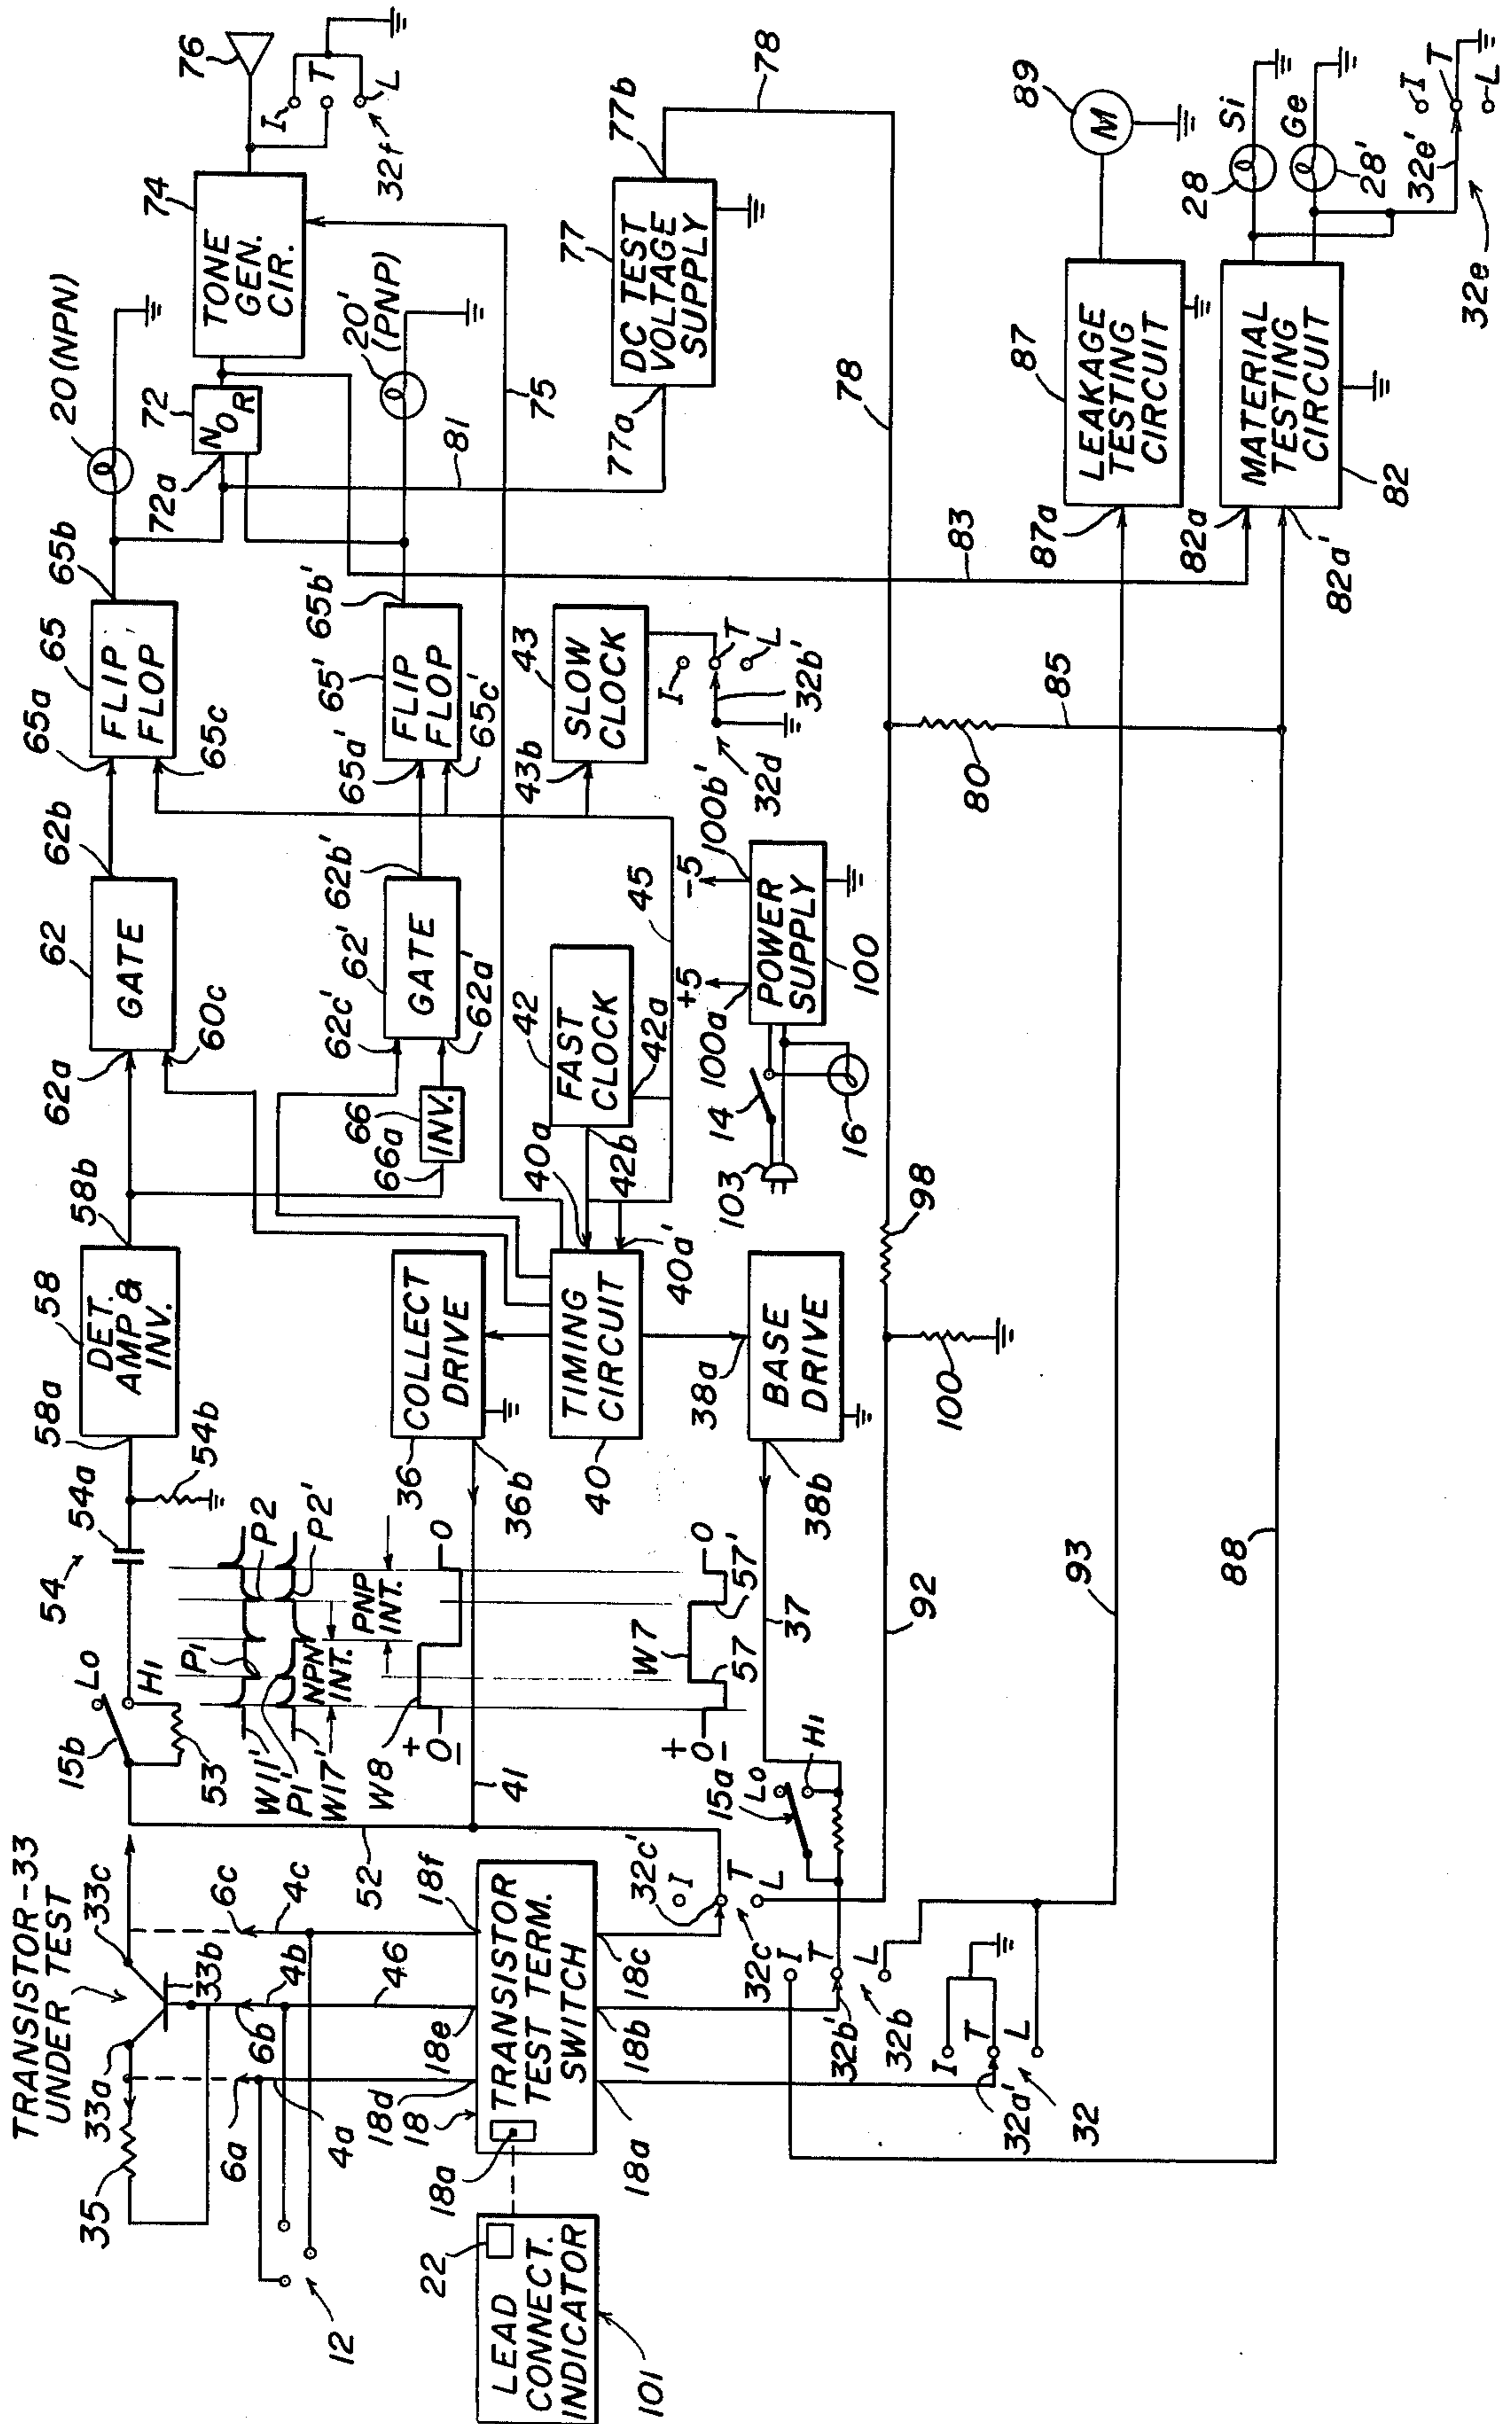 TRANSISTOR-33
UNDER TEST
33a
33b
33c
35
6a
6b
6c
4a
4b
4c
46
12
18d
18e
18f
18
18a
TRANSISTOR
TEST TERM.
SWITCH
18a
18b
18c
22
LEAD
CONNECT.
INDICATOR
101
15b
LO
HI
53
52
54
54a
54b
W11'
P1
P2
P1'
P2'
W17'
NPN
INT.
PNP
INT.
W8
+
0
-
0
41
W7
+
0
-
0
57
57'
37
15a
LO
HI
32c'
I
T
L
32c
I
T
L
32b'
32b
I
T
L
32a'
32
58a
58
DET.
AMP &
INV.
58b
36
COLLECT
DRIVE
36b
40
TIMING
CIRCUIT
40a
40a'
38a
BASE
DRIVE
38b
62a
62
GATE
62b
60c
62c'
62'
GATE
62b'
62a'
66
66a
INV.
42
FAST
CLOCK
42a
42b
45
65a
65
FLIP
FLOP
65b
65c
65a'
65'
FLIP
FLOP
65b'
65c'
43
SLOW
CLOCK
43b
I
T
L
32b'
32d
103
14
16
+5
-5
100a
100b'
POWER
SUPPLY
100
20 (NPN)
20'
(PNP)
72
72a
NOR
74
TONE
GEN.
CIR.
76
I
T
L
32f
75
81
77
77a
DC TEST
VOLTAGE
SUPPLY
77b
78
78
80
85
83
98
100
92
93
88
87
87a
LEAKAGE
TESTING
CIRCUIT
89
M
82a
82a'
MATERIAL
TESTING
CIRCUIT
82
28
Si
28'
Ge
32e'
I
T
L
32e